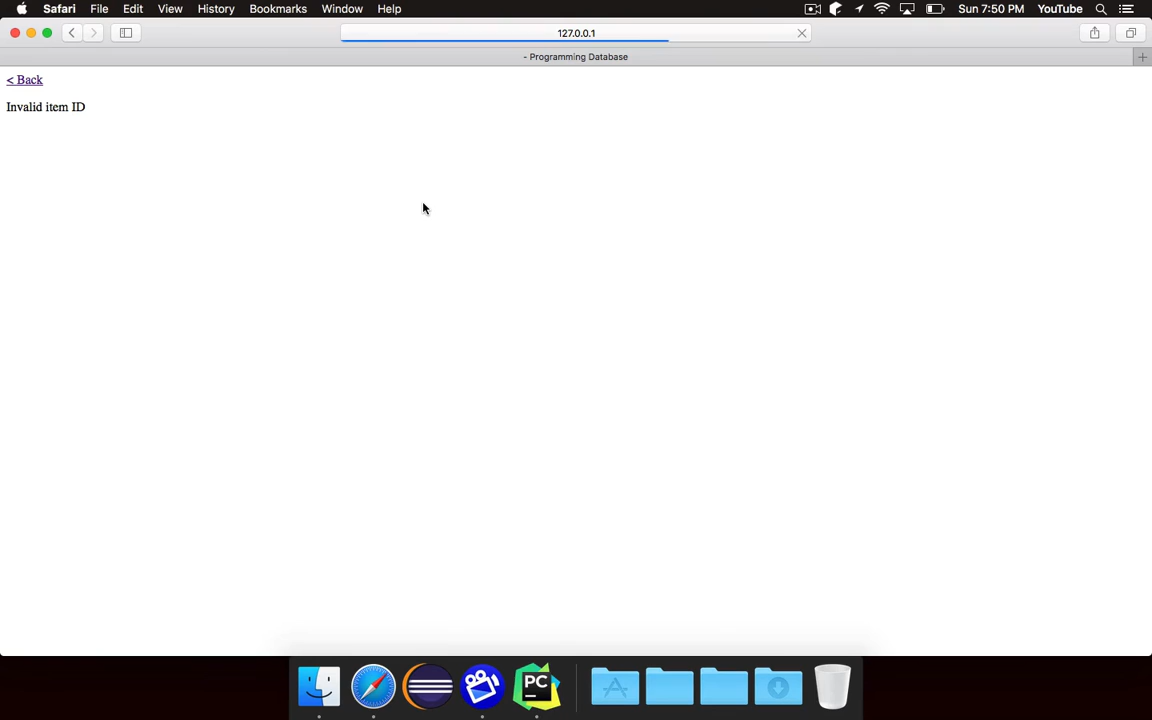 Safari File Edit View History Bookmarks Window Help Sun 7:50 PM YouTube
127.0.0.1
- Programming Database
< Back
Invalid item ID
PC